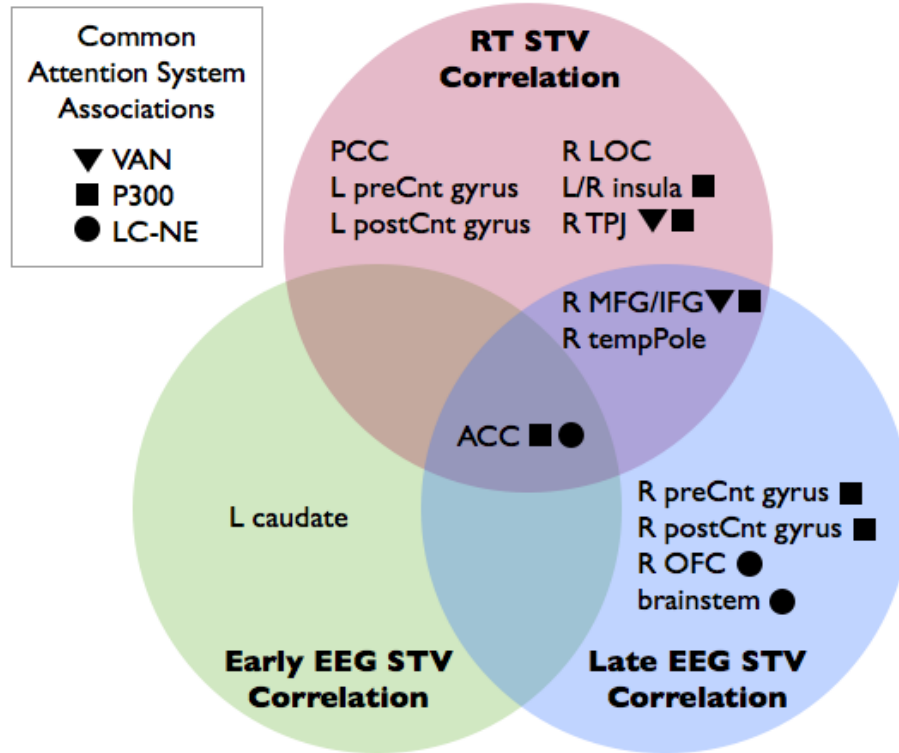 Common
Attention System
Associations
VAN
P300
LC-NE
RT STV
Correlation
PCC
L preCnt gyrus
L postCnt gyrus
R LOC
L/R insula
R TPJ
R MFG/IFG
R tempPole
ACC
L caudate
R preCnt gyrus
R postCnt gyrus
R OFC
brainstem
Early EEG STV
Correlation
Late EEG STV
Correlation